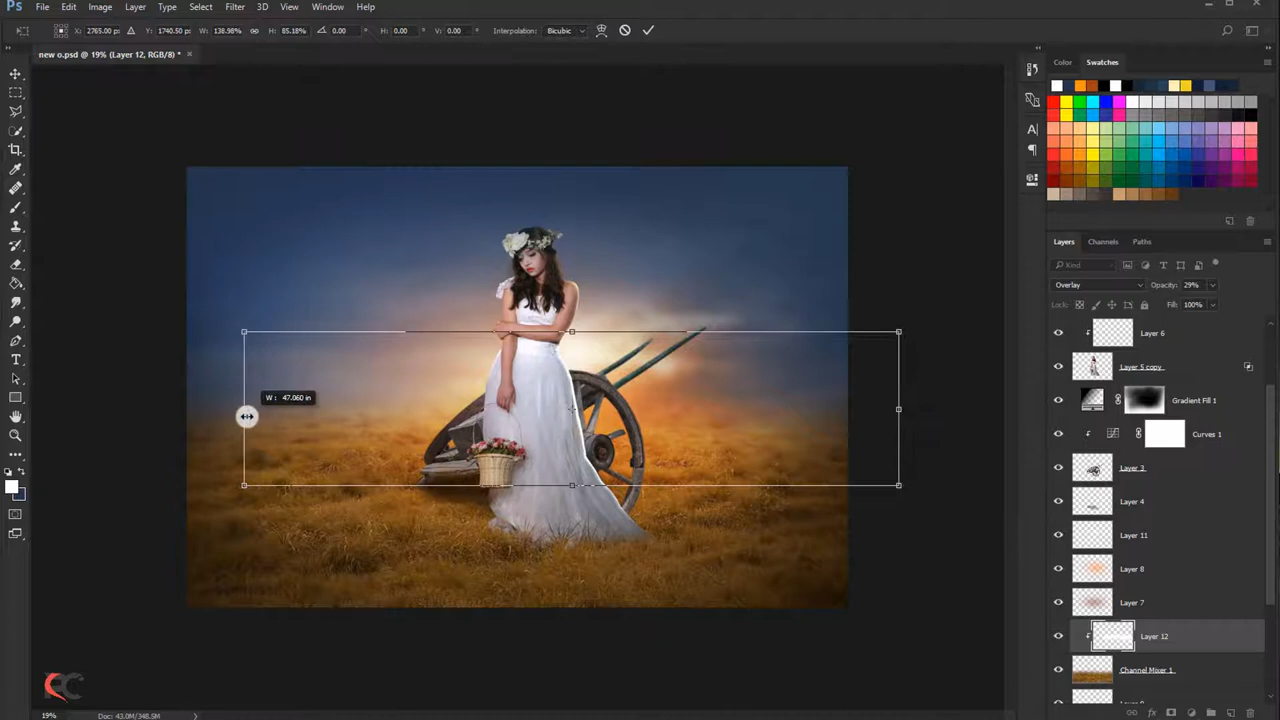 Ps File Edit Image Layer Type Select Filter 3D View Window Help
X: 2765.00 p: Y: 1740.50 p: W: 138.98% H: 85.18% 0.00 ° H: 0.00 ° V: 0.00 ° Interpolation: Bicubic
new o.psd @ 19% (Layer 12, RGB/8) * ×
Color Swatches
Layers Channels Paths
Kind
Overlay Opacity: 29%
Lock: Fill: 100%
Layer 6
Layer 5 copy
W : 47.060 in
Gradient Fill 1
Curves 1
Layer 3
Layer 4
Layer 11
Layer 8
Layer 7
Layer 12
Channel Mixer 1
19% Doc: 43.0M/348.5M